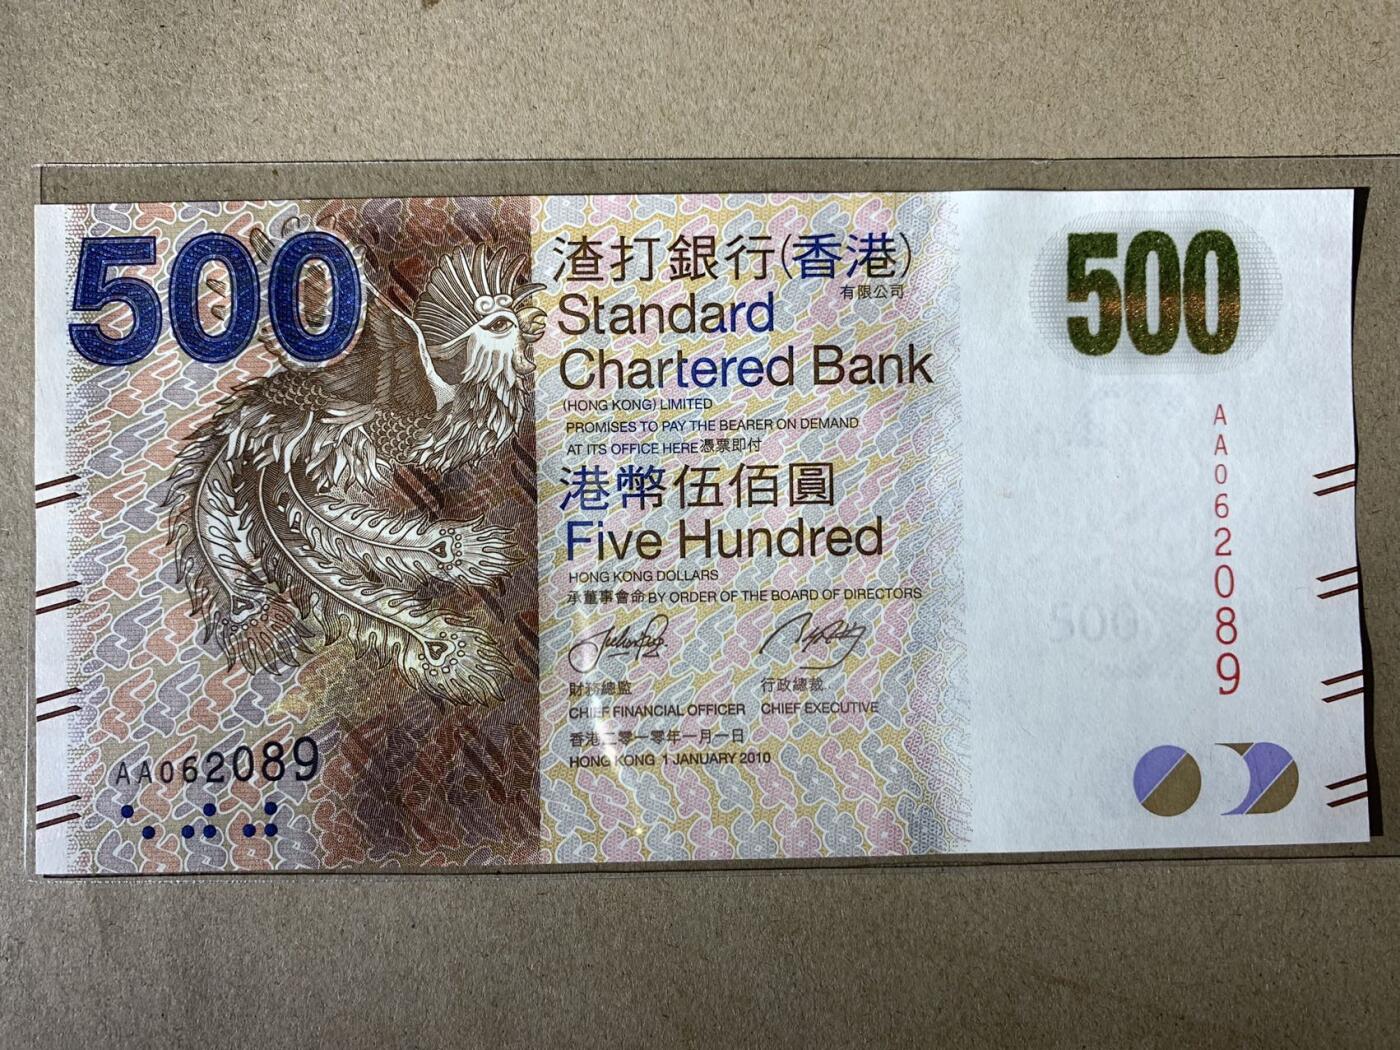 500
渣打銀行(香港)
有限公司
Standard
Chartered Bank
(HONG KONG) LIMITED
PROMISES TO PAY THE BEARER ON DEMAND
AT ITS OFFICE HERE憑票即付
港幣伍佰圓
Five Hundred
HONG KONG DOLLARS
承董事會命 BY ORDER OF THE BOARD OF DIRECTORS
財務總監
CHIEF FINANCIAL OFFICER
行政總裁
CHIEF EXECUTIVE
香港二零一零年一月一日
HONG KONG 1 JANUARY 2010
AA062089
500
AA062089
500